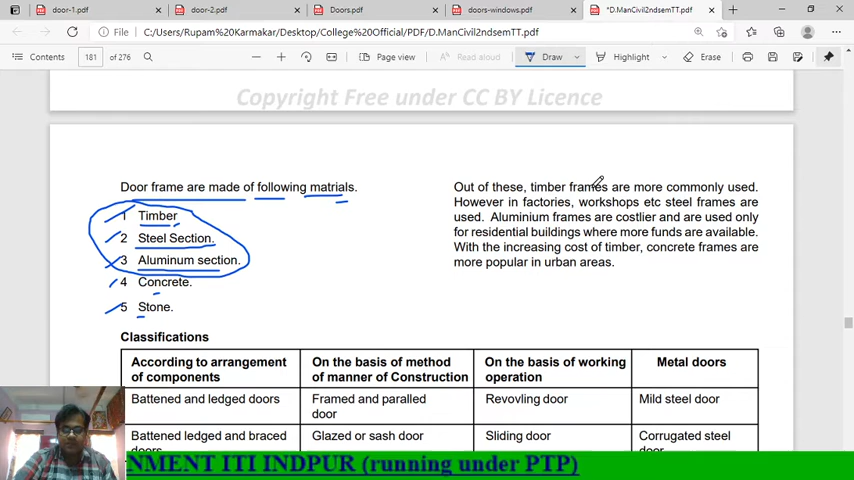 door-1.pdf
door-2.pdf
Doors.pdf
doors-windows.pdf
*D.ManCivil2ndsemTT.pdf
C:/Users/Rupam%20Karmakar/Desktop/College%20Official/PDF/D.ManCivil2ndsemTT.pdf
Contents
181 of 276
Page view
Read aloud
Draw
Highlight
Erase
Copyright Free under CC BY Licence
Door frame are made of following matrials.
1 Timber
2 Steel Section.
3 Aluminum section.
4 Concrete.
5 Stone.
Out of these, timber frames are more commonly used.
However in factories, workshops etc steel frames are
used. Aluminium frames are costlier and are used only
for residential buildings where more funds are available.
With the increasing cost of timber, concrete frames are
more popular in urban areas.
Classifications
According to arrangement of components
On the basis of method of manner of Construction
On the basis of working operation
Metal doors
Battened and ledged doors
Framed and paralled door
Revovling door
Mild steel door
Battened ledged and braced doors
Glazed or sash door
Sliding door
Corrugated steel door
NMENT ITI INDPUR (running under PTP)